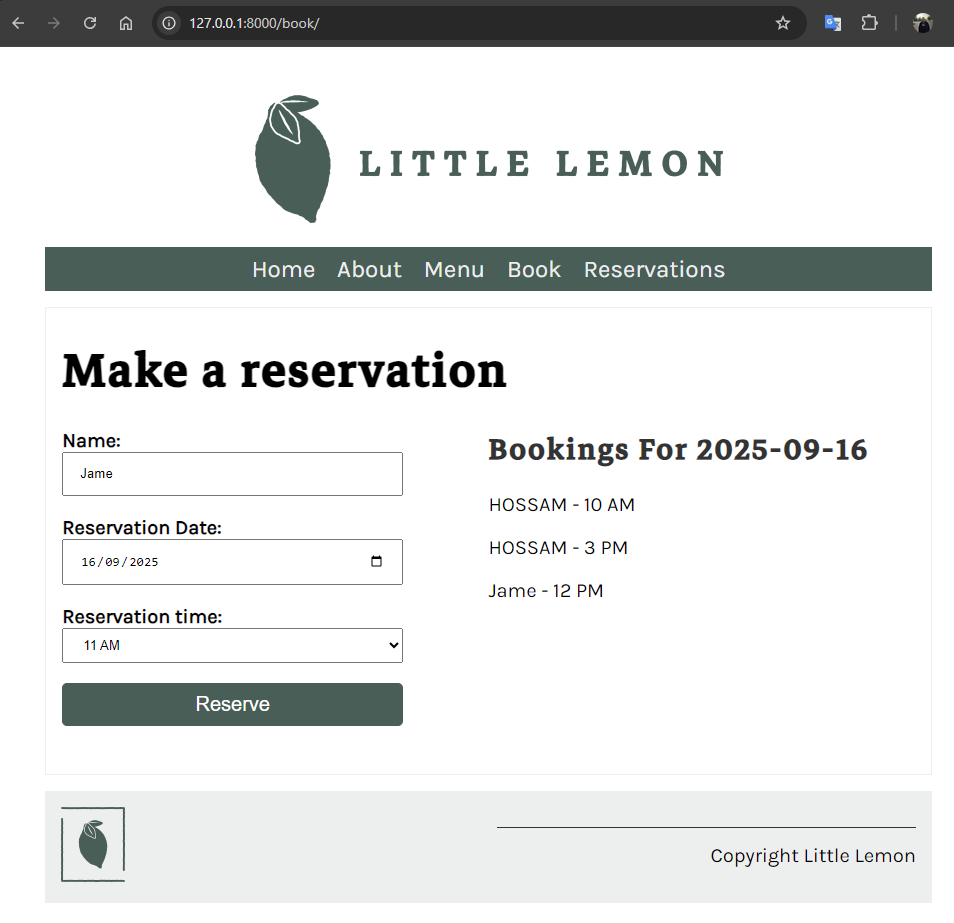 127.0.0.1:8000/book/
LITTLE LEMON
Home About Menu Book Reservations
Make a reservation
Name:
Jame
Reservation Date:
16/09/2025
Reservation time:
11 AM
Reserve
Bookings For 2025-09-16
HOSSAM - 10 AM
HOSSAM - 3 PM
Jame - 12 PM
Copyright Little Lemon